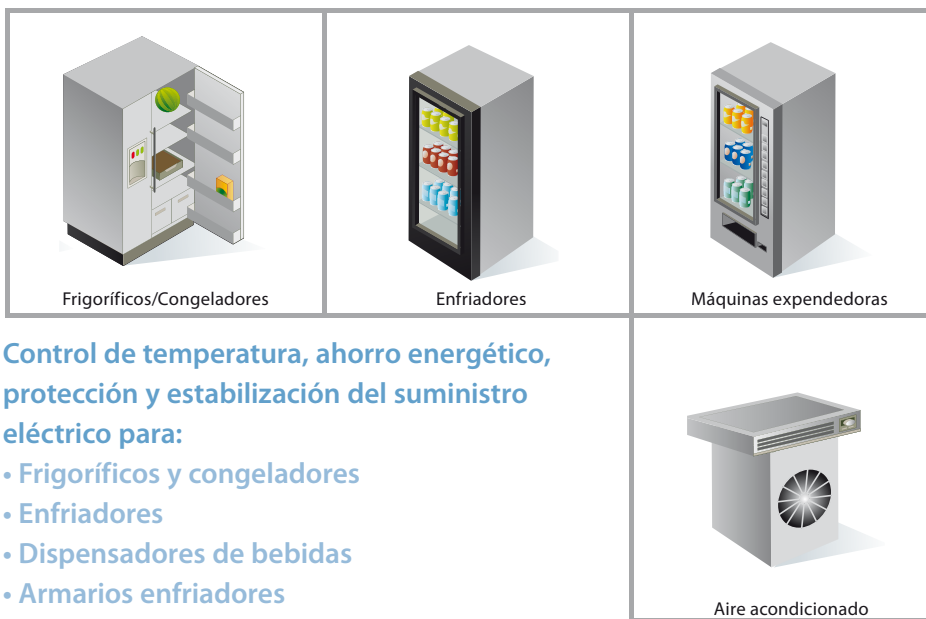 Frigoríficos/Congeladores
Enfriadores
Máquinas expendedoras
Control de temperatura, ahorro energético,
protección y estabilización del suministro
eléctrico para:
• Frigoríficos y congeladores
• Enfriadores
• Dispensadores de bebidas
• Armarios enfriadores
Aire acondicionado